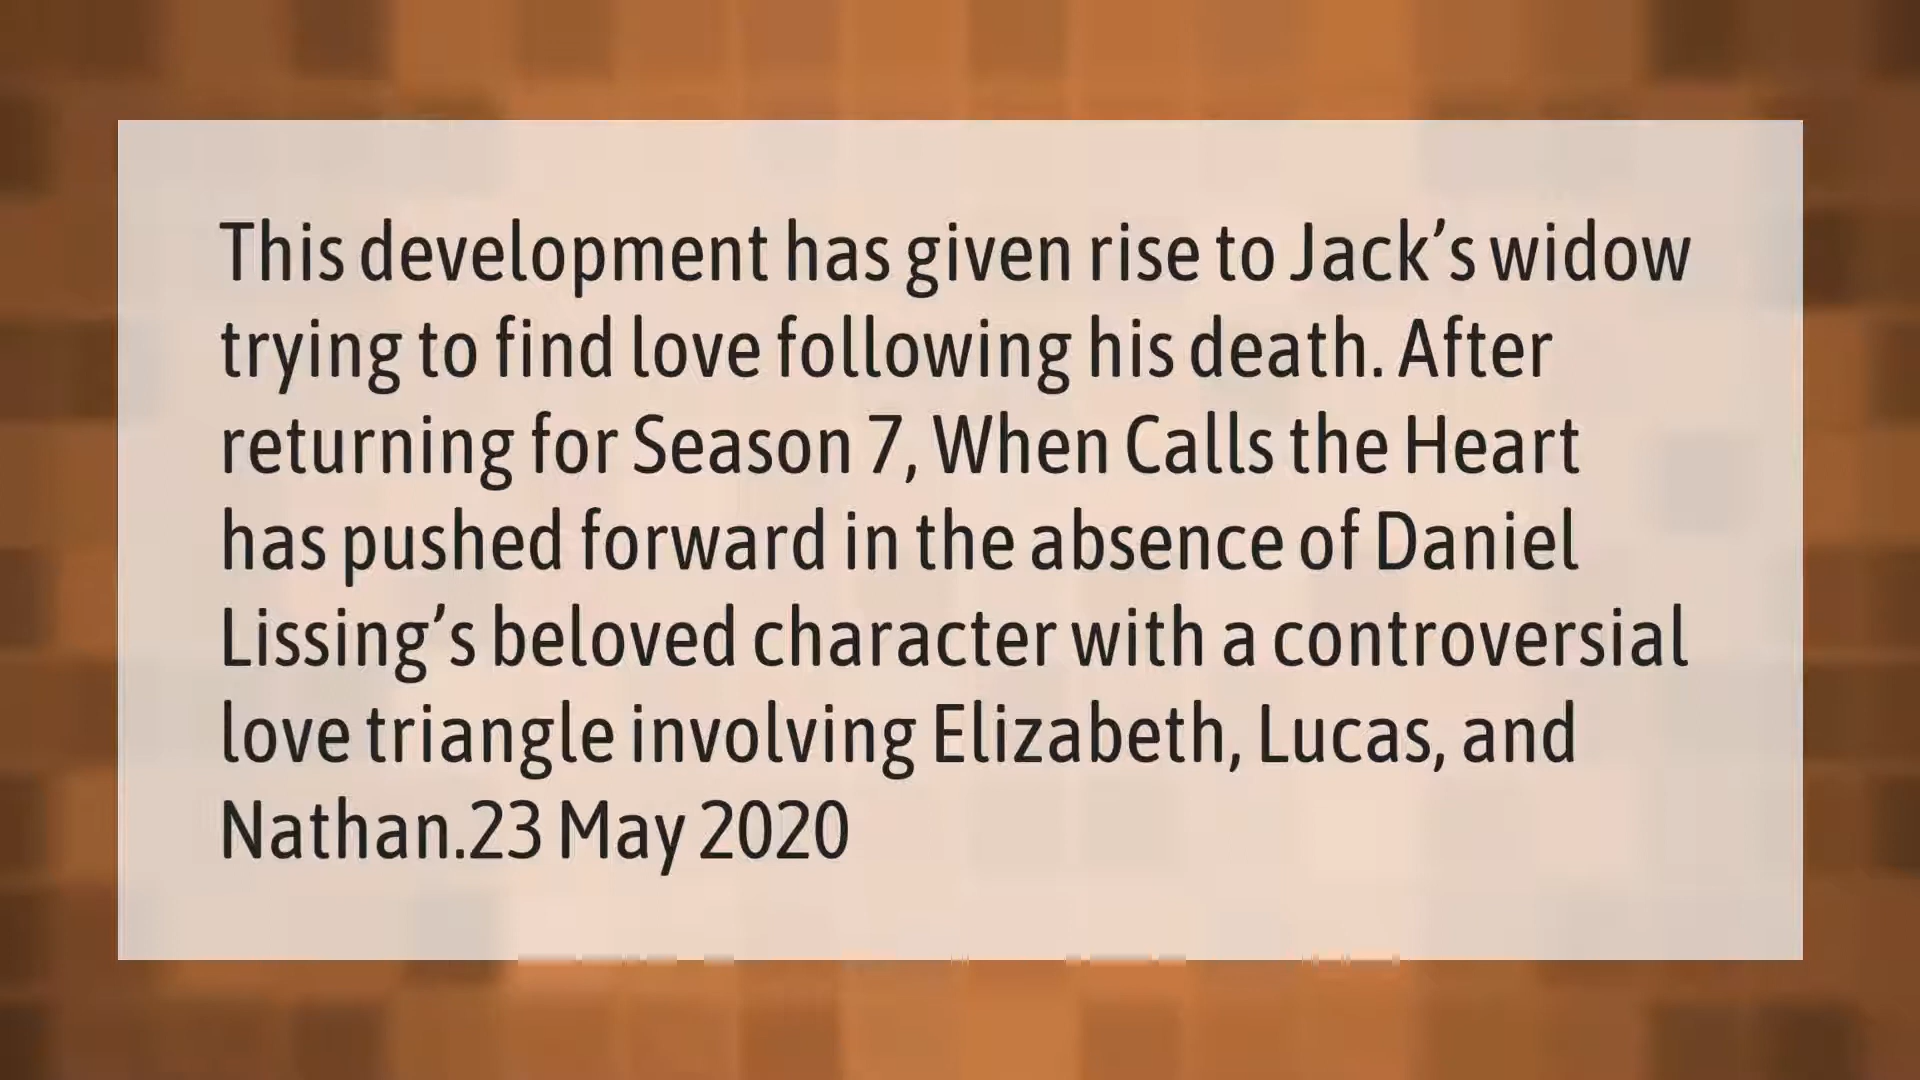 This development has given rise to Jack’s widow
trying to find love following his death. After
returning for Season 7, When Calls the Heart
has pushed forward in the absence of Daniel
Lissing’s beloved character with a controversial
love triangle involving Elizabeth, Lucas, and
Nathan.23 May 2020